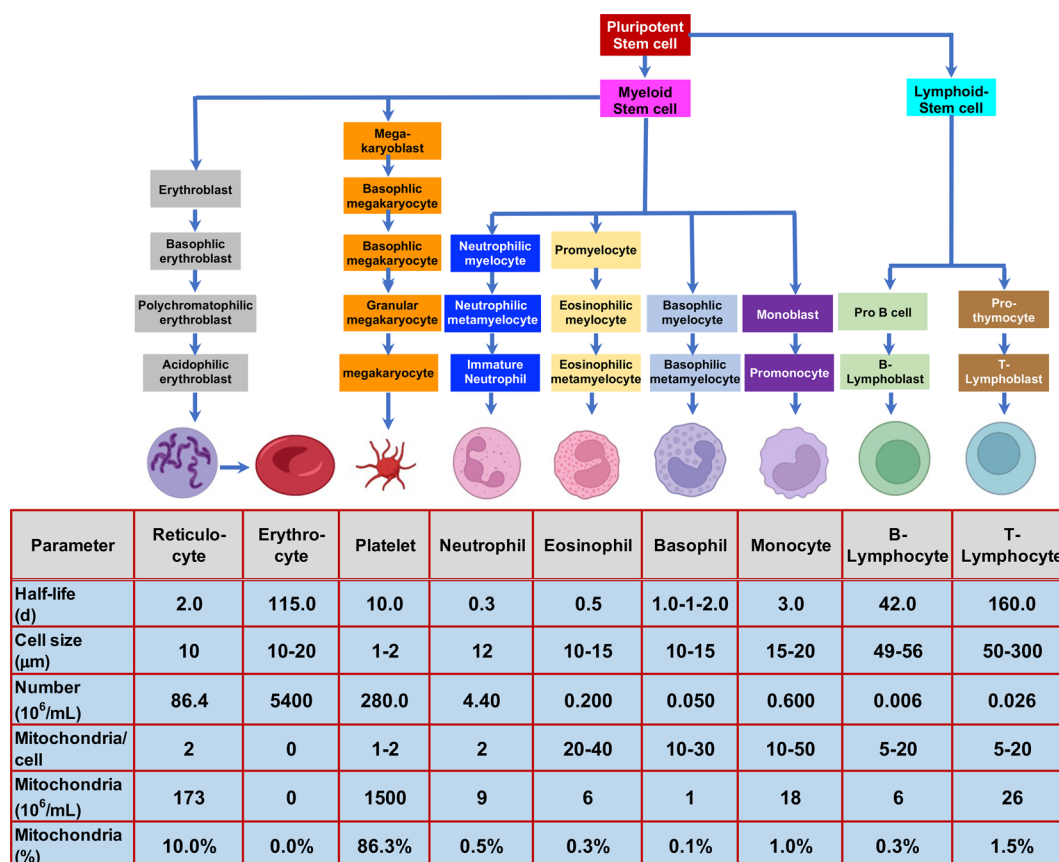 Pluripotent
Stem cell
Myeloid
Stem cell
Lymphoid-
Stem cell
Mega-
karyoblast
Erythroblast
Basophlic
megakaryocyte
Basophlic
erythroblast
Basophlic
megakaryocyte
Neutrophilic
myelocyte
Promyelocyte
Polychromatophilic
erythroblast
Granular
megakaryocyte
Neutrophilic
metamyelocyte
Eosinophilic
meylocyte
Basophlic
myelocyte
Monoblast
Pro B cell
Pro-
thymocyte
Acidophilic
erythroblast
megakaryocyte
Immature
Neutrophil
Eosinophilic
metamyelocyte
Basophilic
metamyelocyte
Promonocyte
B-
Lymphoblast
T-
Lymphoblast
Parameter Reticulo-
cyte Erythro-
cyte Platelet Neutrophil Eosinophil Basophil Monocyte B-
Lymphocyte T-
Lymphocyte
Half-life
(d) 2.0 115.0 10.0 0.3 0.5 1.0-1-2.0 3.0 42.0 160.0
Cell size
(μm) 10 10-20 1-2 12 10-15 10-15 15-20 49-56 50-300
Number
(10⁶/mL) 86.4 5400 280.0 4.40 0.200 0.050 0.600 0.006 0.026
Mitochondria/
cell 2 0 1-2 2 20-40 10-30 10-50 5-20 5-20
Mitochondria
(10⁶/mL) 173 0 1500 9 6 1 18 6 26
Mitochondria
(%) 10.0% 0.0% 86.3% 0.5% 0.3% 0.1% 1.0% 0.3% 1.5%